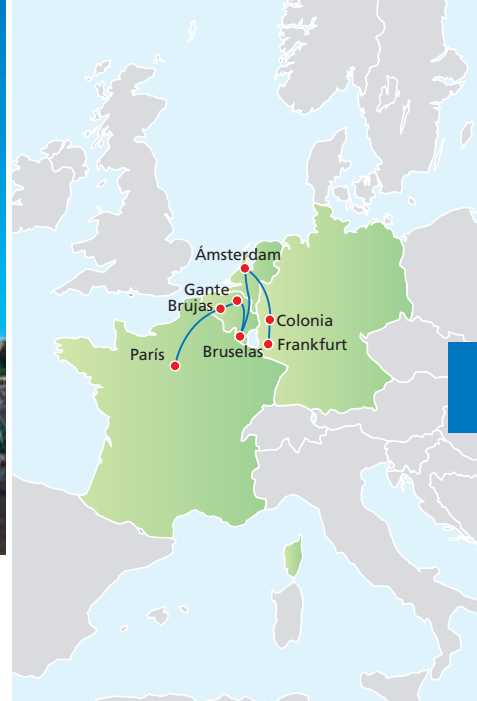 Ámsterdam
Gante
Brujas
Colonia
París
Bruselas
Frankfurt